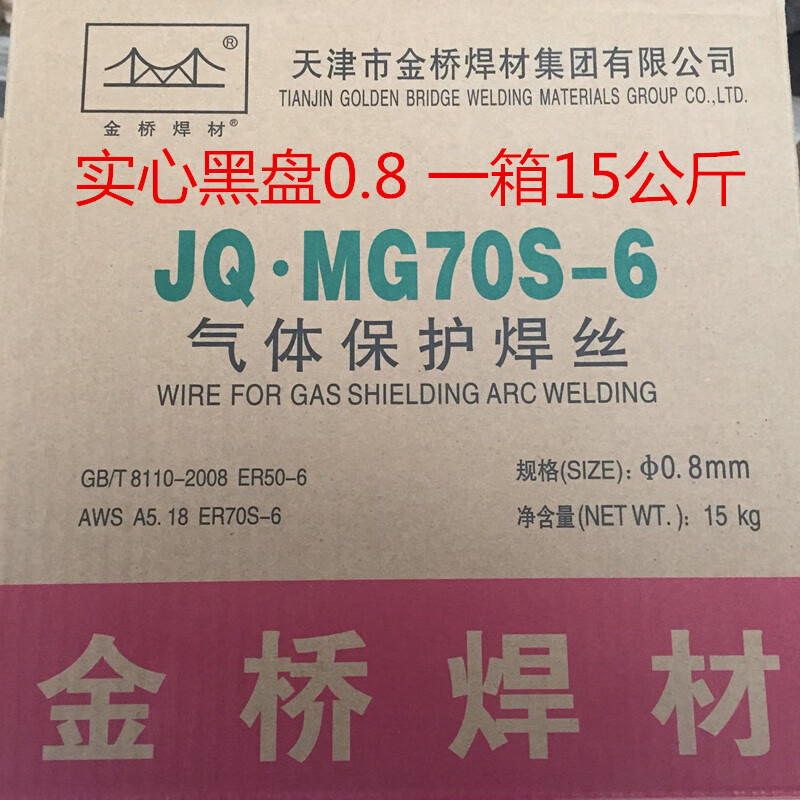 ®
金桥焊材®
天津市金桥焊材集团有限公司
TIANJIN GOLDEN BRIDGE WELDING MATERIALS GROUP CO.,LTD.
实心黑盘0.8 一箱15公斤
JQ·MG70S-6
气体保护焊丝
WIRE FOR GAS SHIELDING ARC WELDING
GB/T 8110-2008 ER50-6
AWS A5.18 ER70S-6
规格(SIZE): Φ0.8mm
净含量(NET WT.): 15 kg
金桥焊材